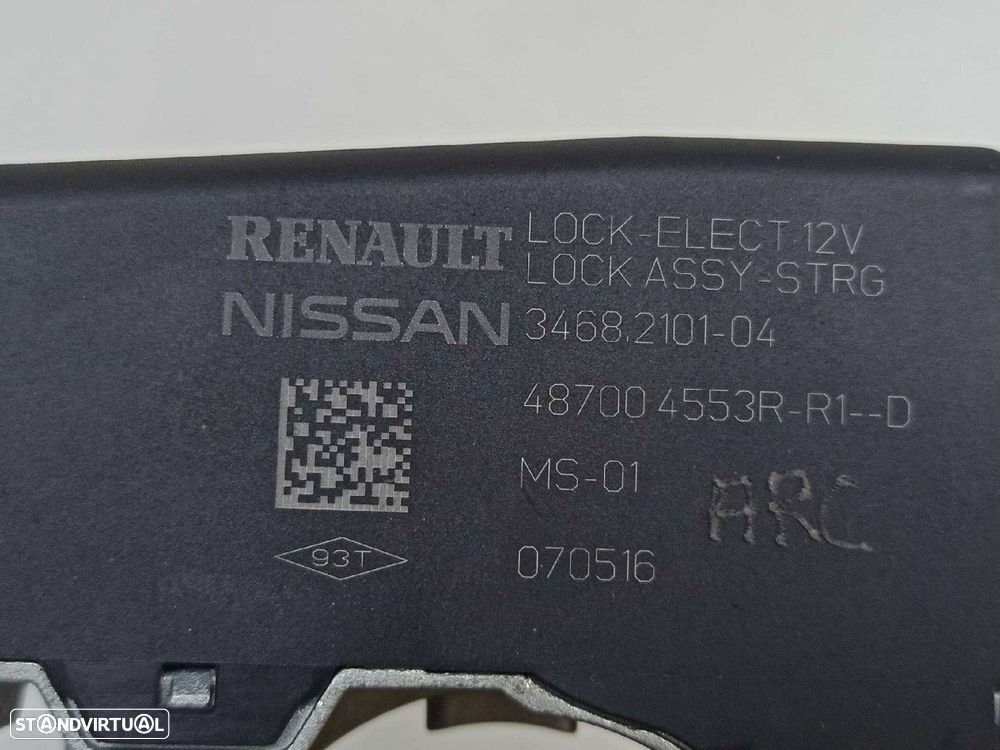 RENAULT LOCK-ELECT 12V
LOCK ASSY-STRG
NISSAN 3468.2101-04
48700 4553R-R1--D
MS-01
ARC
93T
070516
STANDVIRTUAL